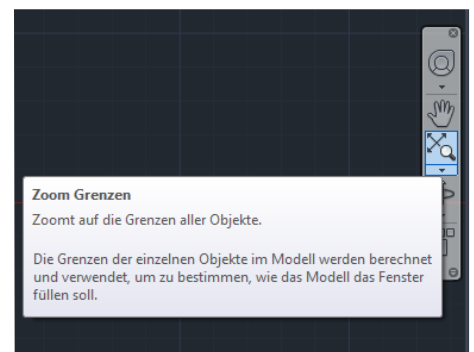 Zoom Grenzen
Zoomt auf die Grenzen aller Objekte.
Die Grenzen der einzelnen Objekte im Modell werden berechnet
und verwendet, um zu bestimmen, wie das Modell das Fenster
füllen soll.